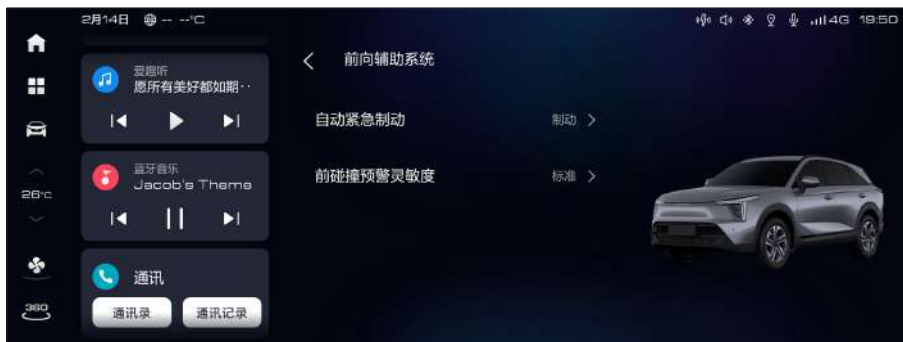 2月14日 -- --°C
4G 19:50
爱趣听
愿所有美好都如期··
蓝牙音乐
Jacob's Theme
通讯
通讯录 通讯记录
26°C
360
前向辅助系统
自动紧急制动 制动
前碰撞预警灵敏度 标准